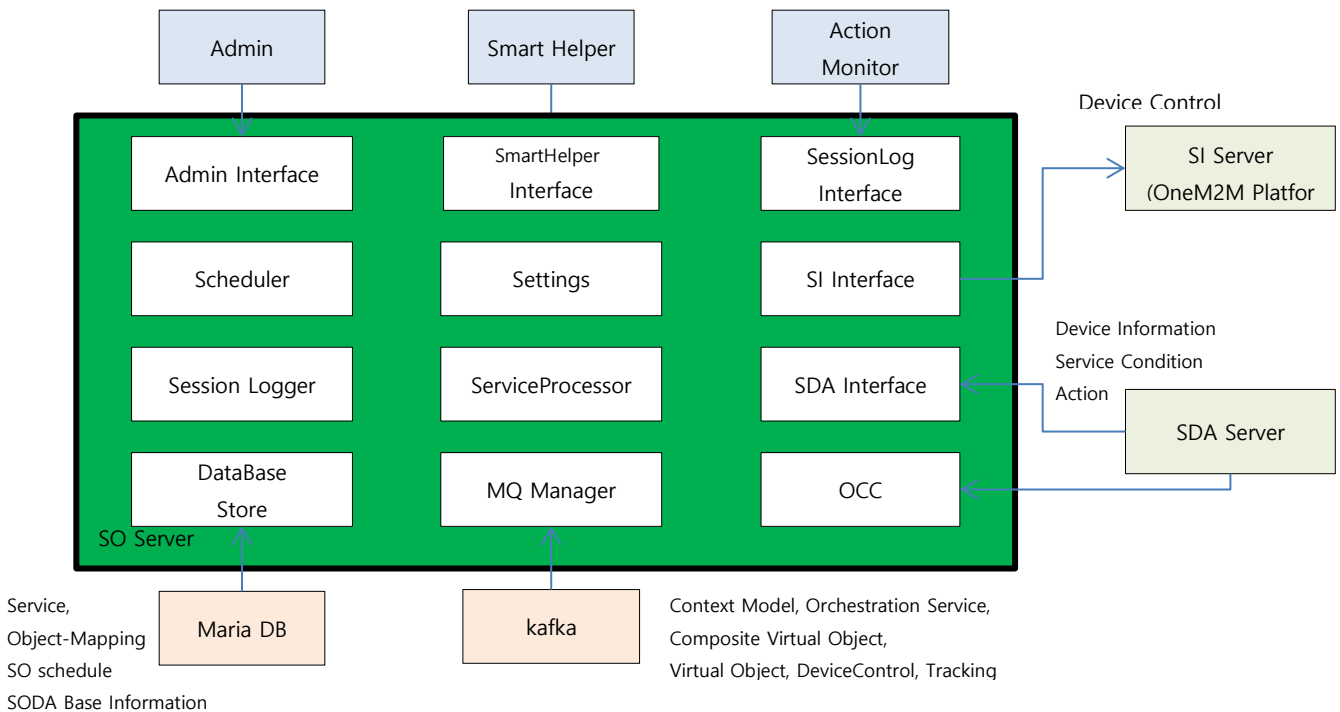 Admin
Smart Helper
Action
Monitor
Device Control
Admin Interface
SmartHelper
Interface
SessionLog
Interface
SI Server
(OneM2M Platfor
Scheduler
Settings
SI Interface
Device Information
Service Condition
Action
Session Logger
ServiceProcessor
SDA Interface
SDA Server
DataBase
Store
MQ Manager
OCC
SO Server
Service,
Object-Mapping
SO schedule
SODA Base Information
Maria DB
kafka
Context Model, Orchestration Service,
Composite Virtual Object,
Virtual Object, DeviceControl, Tracking